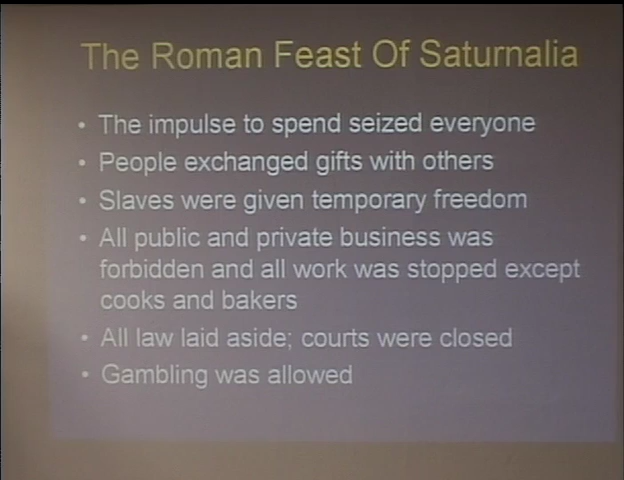 The Roman Feast Of Saturnalia
• The impulse to spend seized everyone
• People exchanged gifts with others
• Slaves were given temporary freedom
• All public and private business was
forbidden and all work was stopped except
cooks and bakers
• All law laid aside; courts were closed
• Gambling was allowed